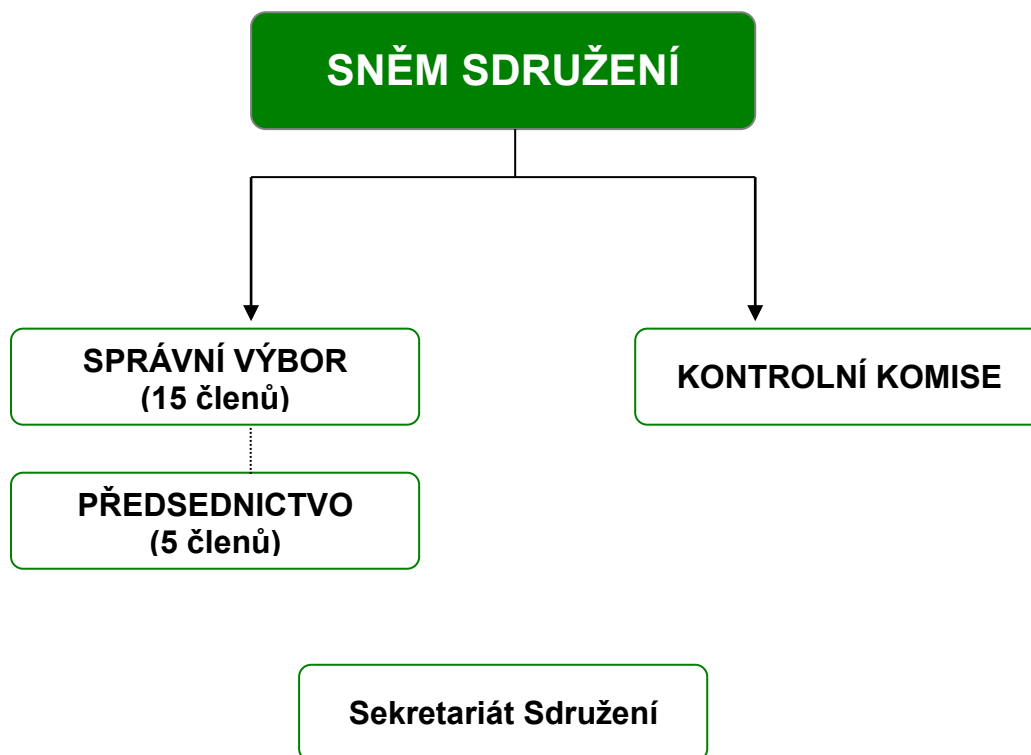 SNĚM SDRUŽENÍ
SPRÁVNÍ VÝBOR
(15 členů)
KONTROLNÍ KOMISE
PŘEDSEDNICTVO
(5 členů)
Sekretariát Sdružení